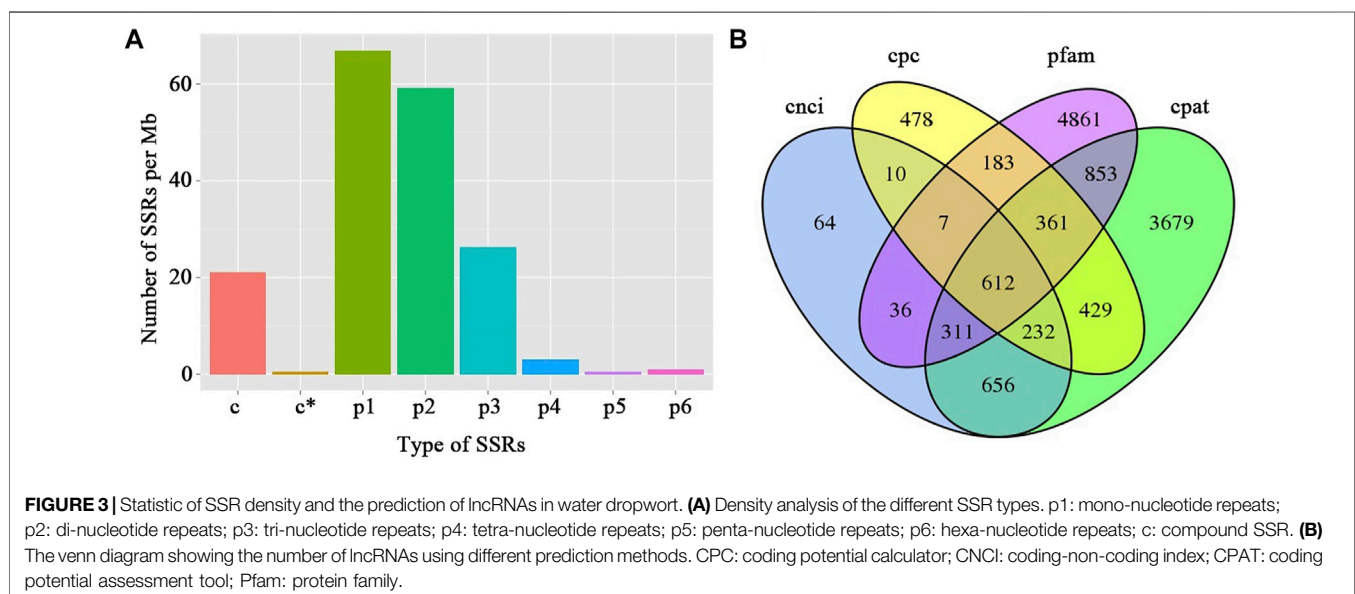 A
Number of SSRs per Mb
60
40
20
0
c c* p1 p2 p3 p4 p5 p6
Type of SSRs
B
cnci cpc pfam cpat
478 4861
10 183 853
64 7 361 3679
612
36 311 232 429
656
FIGURE 3 | Statistic of SSR density and the prediction of lncRNAs in water dropwort. (A) Density analysis of the different SSR types. p1: mono-nucleotide repeats;
p2: di-nucleotide repeats; p3: tri-nucleotide repeats; p4: tetra-nucleotide repeats; p5: penta-nucleotide repeats; p6: hexa-nucleotide repeats; c: compound SSR. (B)
The venn diagram showing the number of lncRNAs using different prediction methods. CPC: coding potential calculator; CNCI: coding-non-coding index; CPAT: coding
potential assessment tool; Pfam: protein family.